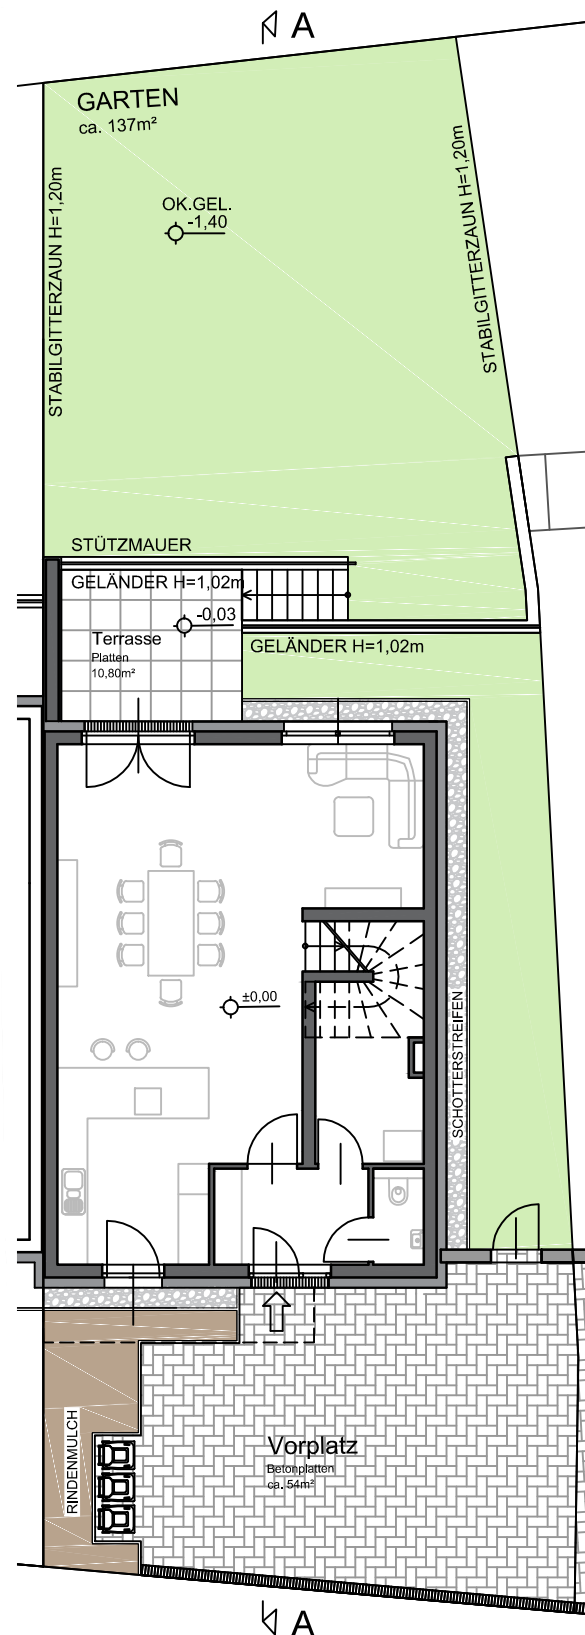 A
GARTEN
ca. 137m²
STABILGITTERZAUN H=1,20m
STABILGITTERZAUN H=1,20m
OK.GEL.
-1,40
STÜTZMAUER
GELÄNDER H=1,02m
-0,03
Terrasse
Platten
10,80m²
GELÄNDER H=1,02m
±0,00
SCHOTTERSTREIFEN
RINDENMULCH
Vorplatz
Betonplatten
ca. 54m²
A